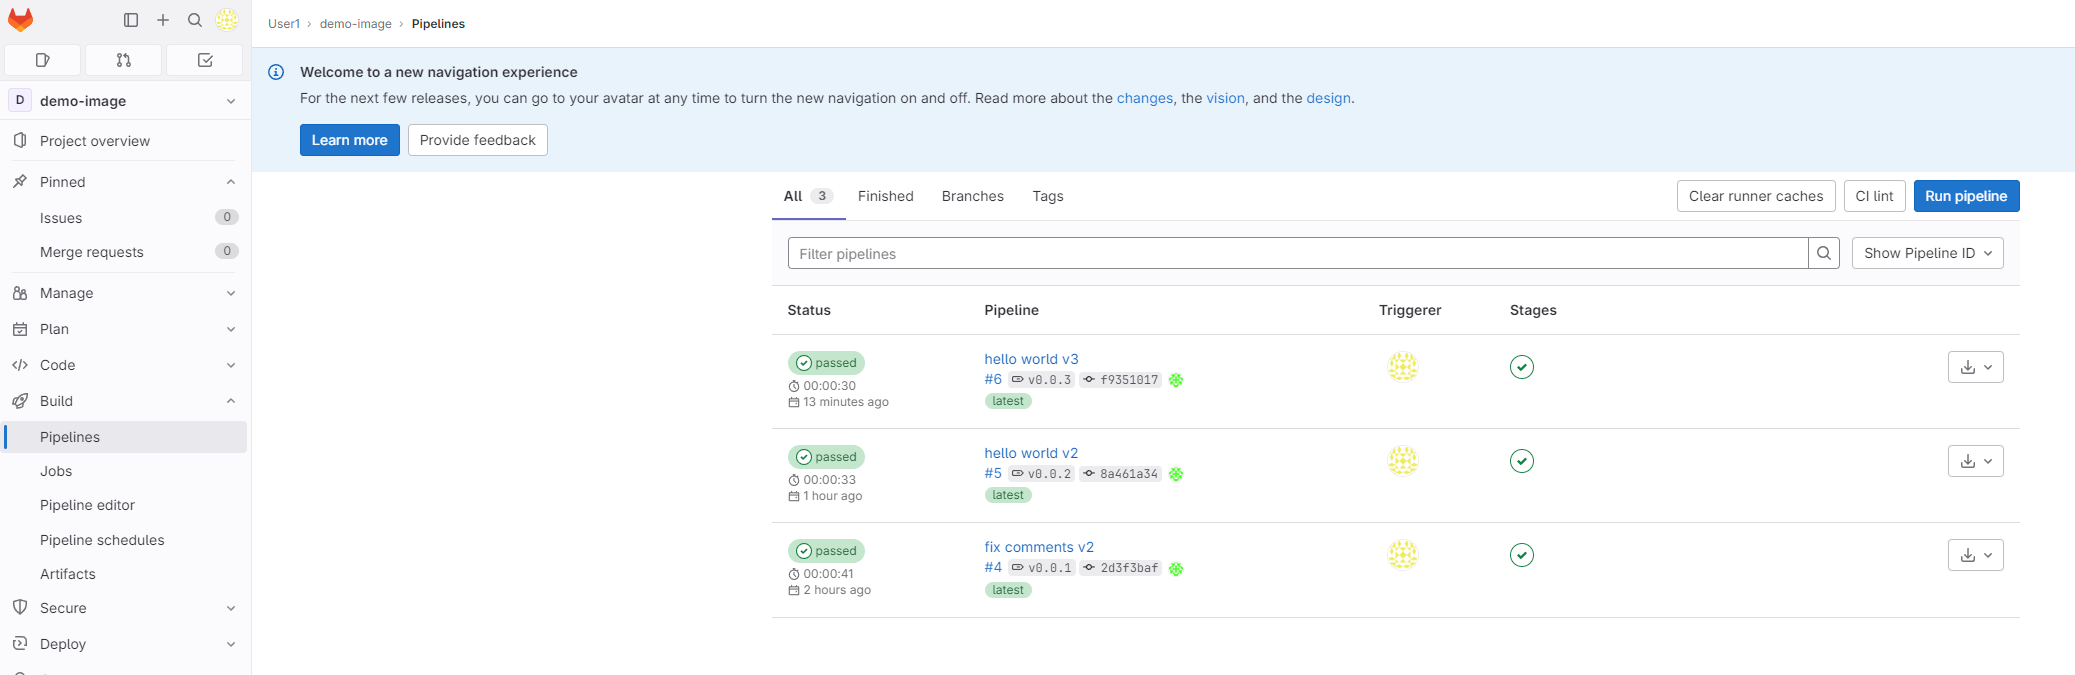 User1 › demo-image › Pipelines
D demo-image
Project overview
Pinned
Issues 0
Merge requests 0
Manage
Plan
Code
Build
Pipelines
Jobs
Pipeline editor
Pipeline schedules
Artifacts
Secure
Deploy
Welcome to a new navigation experience
For the next few releases, you can go to your avatar at any time to turn the new navigation on and off. Read more about the changes, the vision, and the design.
Learn more Provide feedback
All 3 Finished Branches Tags Clear runner caches CI lint Run pipeline
Filter pipelines Show Pipeline ID
Status Pipeline Triggerer Stages
passed
00:00:30
13 minutes ago
hello world v3
#6 v0.0.3 f9351017
latest
passed
00:00:33
1 hour ago
hello world v2
#5 v0.0.2 8a461a34
latest
passed
00:00:41
2 hours ago
fix comments v2
#4 v0.0.1 2d3f3baf
latest